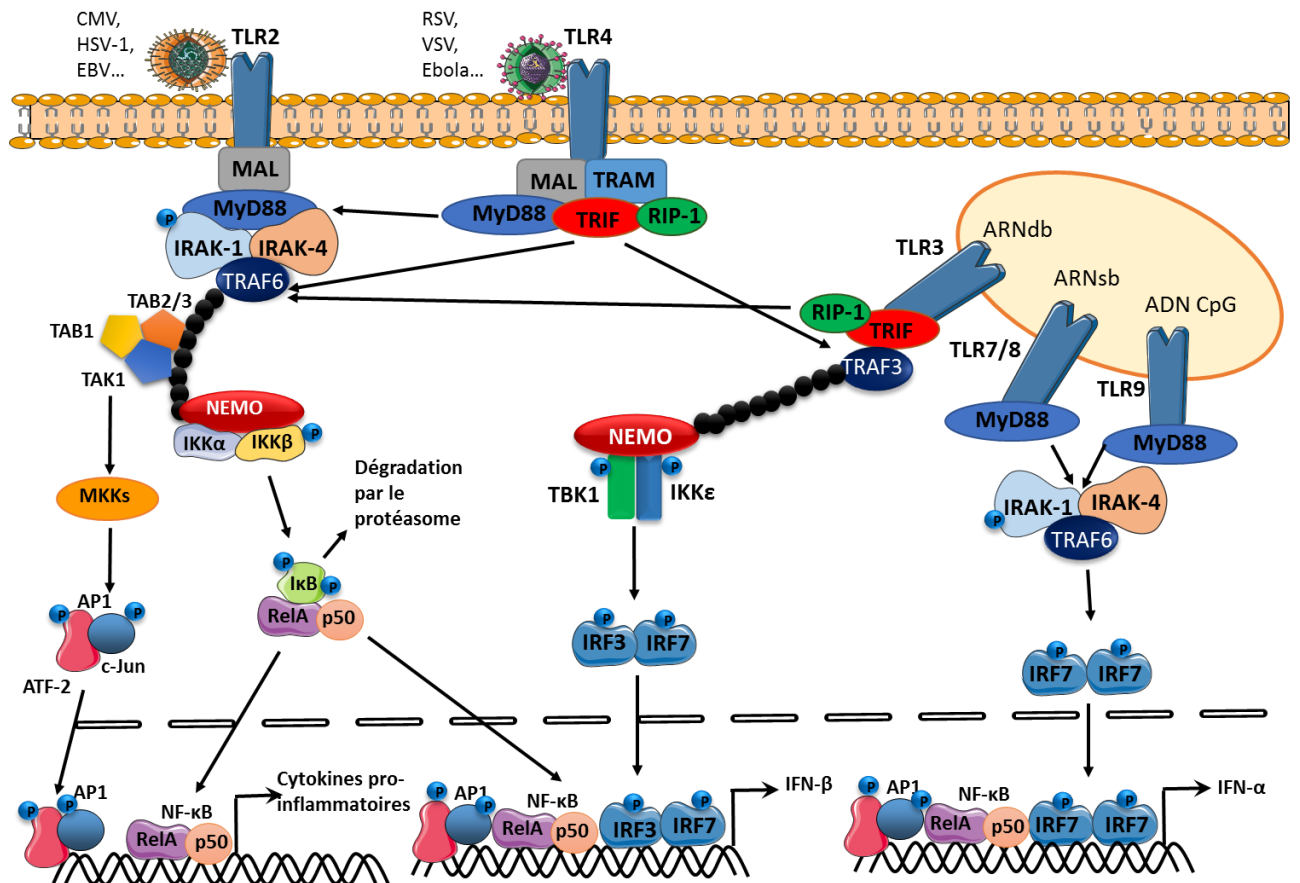 CMV,
HSV-1,
EBV...
TLR2
RSV,
VSV,
Ebola...
TLR4
MAL
MyD88
P
IRAK-1
IRAK-4
TRAF6
MAL
TRAM
MyD88
TRIF
RIP-1
TLR3
ARNdb
ARNsb
ADN CpG
RIP-1
TRIF
TRAF3
TLR7/8
TLR9
MyD88
MyD88
TAB2/3
TAB1
TAK1
NEMO
IKKα
IKKβ
P
NEMO
P
P
TBK1
IKKε
IRAK-1
IRAK-4
P
TRAF6
MKKs
Dégradation
par le
protéasome
P
IκB
P
RelA
p50
AP1
P
P
c-Jun
ATF-2
P
P
IRF3
IRF7
P
P
IRF7
IRF7
P
P
AP1
NF-κB
RelA
p50
Cytokines pro-
inflammatoires
P
P
AP1
NF-κB
RelA
p50
P
P
IRF3
IRF7
IFN-β
P
P
AP1
NF-κB
RelA
p50
P
P
IRF7
IRF7
IFN-α